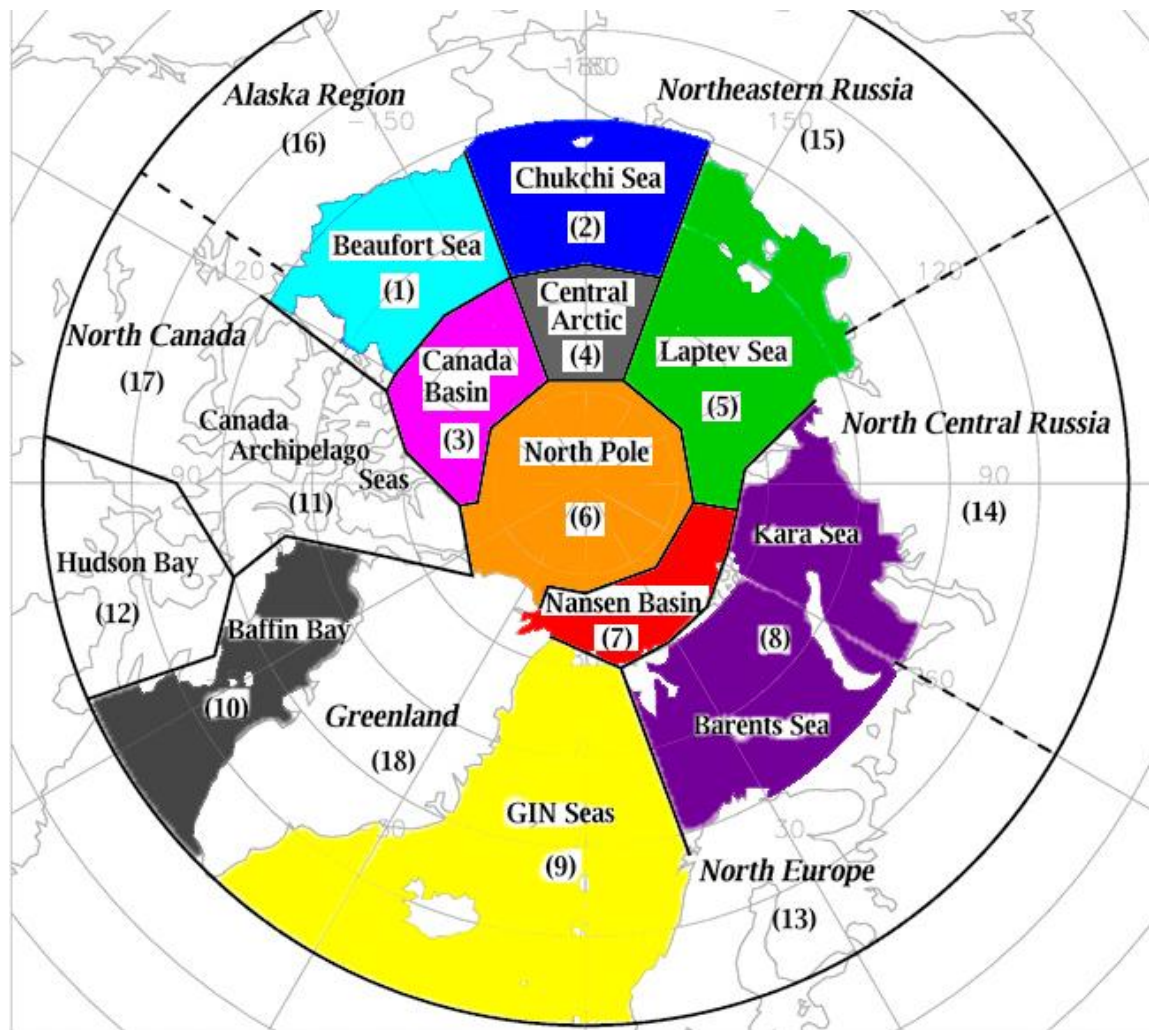 -180
Alaska Region
(16)
-150
Northeastern Russia
150
(15)
Chukchi Sea
(2)
Beaufort Sea
(1)
-120
120
Central
Arctic
(4)
North Canada
(17)
Canada
Basin
(3)
Laptev Sea
(5)
Canada
Archipelago
Seas
(11)
North Pole
(6)
North Central Russia
(14)
-90
90
Kara Sea
Hudson Bay
(12)
Nansen Basin
(7)
Baffin Bay
(10)
(8)
60
Greenland
(18)
Barents Sea
GIN Seas
(9)
-30
30
North Europe
(13)